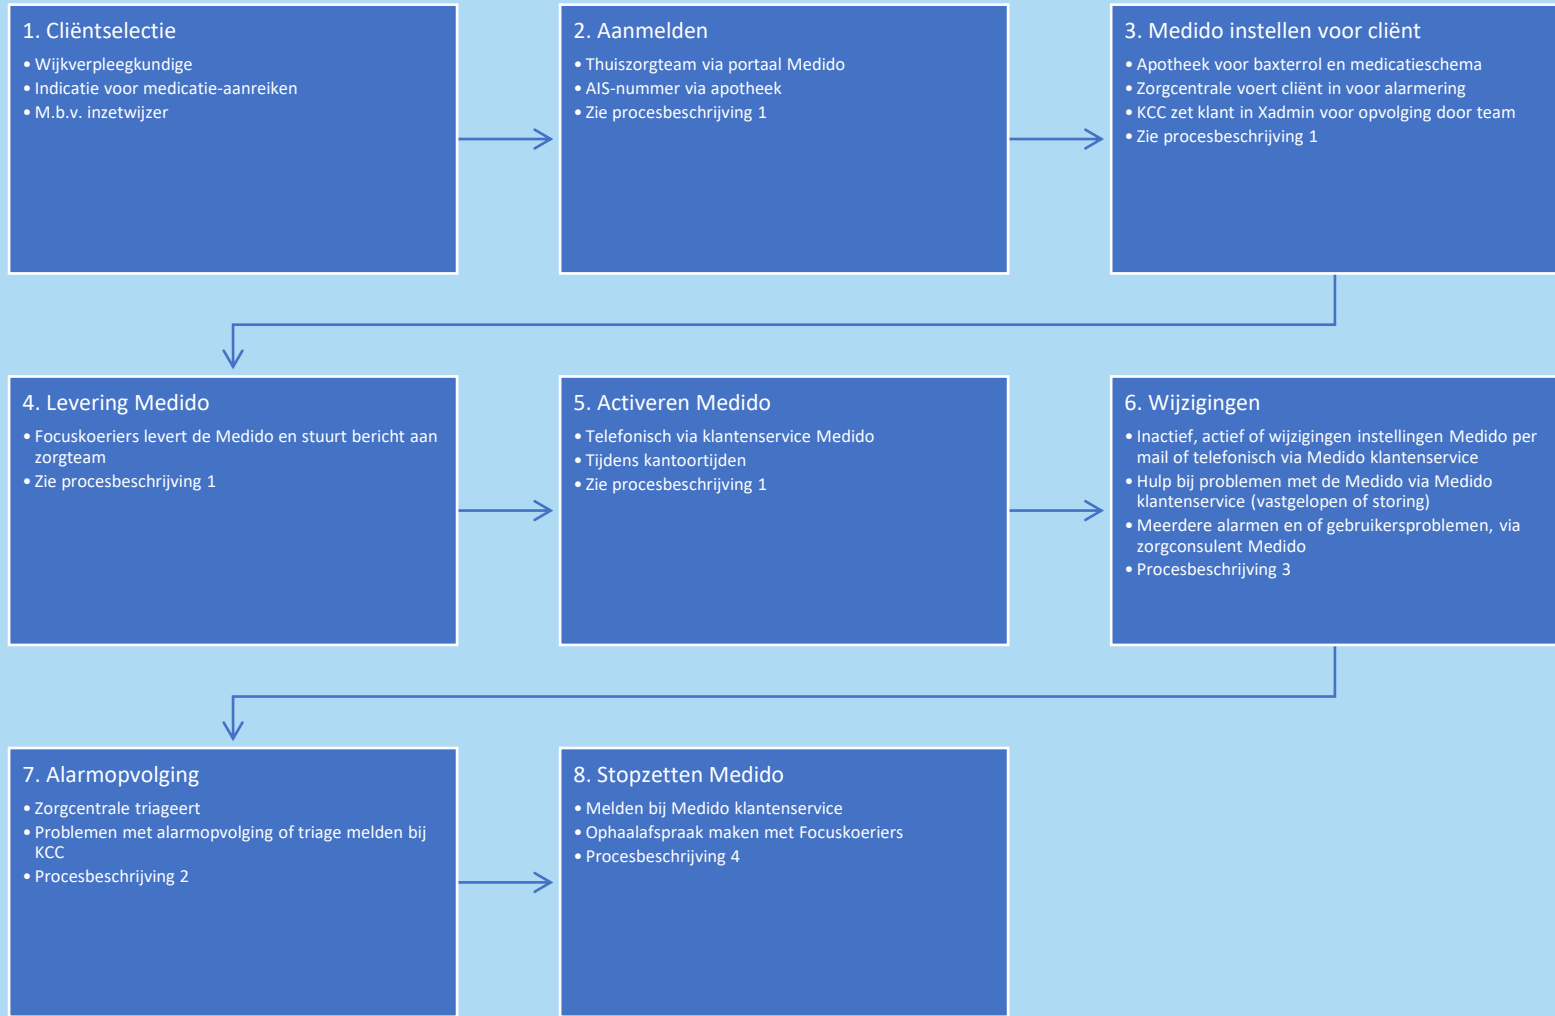 1. Cliëntselectie
• Wijkverpleegkundige
• Indicatie voor medicatie-aanreiken
• M.b.v. inzetwijzer
2. Aanmelden
• Thuiszorgteam via portaal Medido
• AIS-nummer via apotheek
• Zie procesbeschrijving 1
3. Medido instellen voor cliënt
• Apotheek voor baxterrol en medicatieschema
• Zorgcentrale voert cliënt in voor alarmering
• KCC zet klant in Xadmin voor opvolging door team
• Zie procesbeschrijving 1
4. Levering Medido
• Focuskoeriers levert de Medido en stuurt bericht aan
zorgteam
• Zie procesbeschrijving 1
5. Activeren Medido
• Telefonisch via klantenservice Medido
• Tijdens kantoortijden
• Zie procesbeschrijving 1
6. Wijzigingen
• Inactief, actief of wijzigingen instellingen Medido per
mail of telefonisch via Medido klantenservice
• Hulp bij problemen met de Medido via Medido
klantenservice (vastgelopen of storing)
• Meerdere alarmen en of gebruikersproblemen, via
zorgconsulent Medido
• Procesbeschrijving 3
7. Alarmopvolging
• Zorgcentrale triageert
• Problemen met alarmopvolging of triage melden bij
KCC
• Procesbeschrijving 2
8. Stopzetten Medido
• Melden bij Medido klantenservice
• Ophaalafspraak maken met Focuskoeriers
• Procesbeschrijving 4